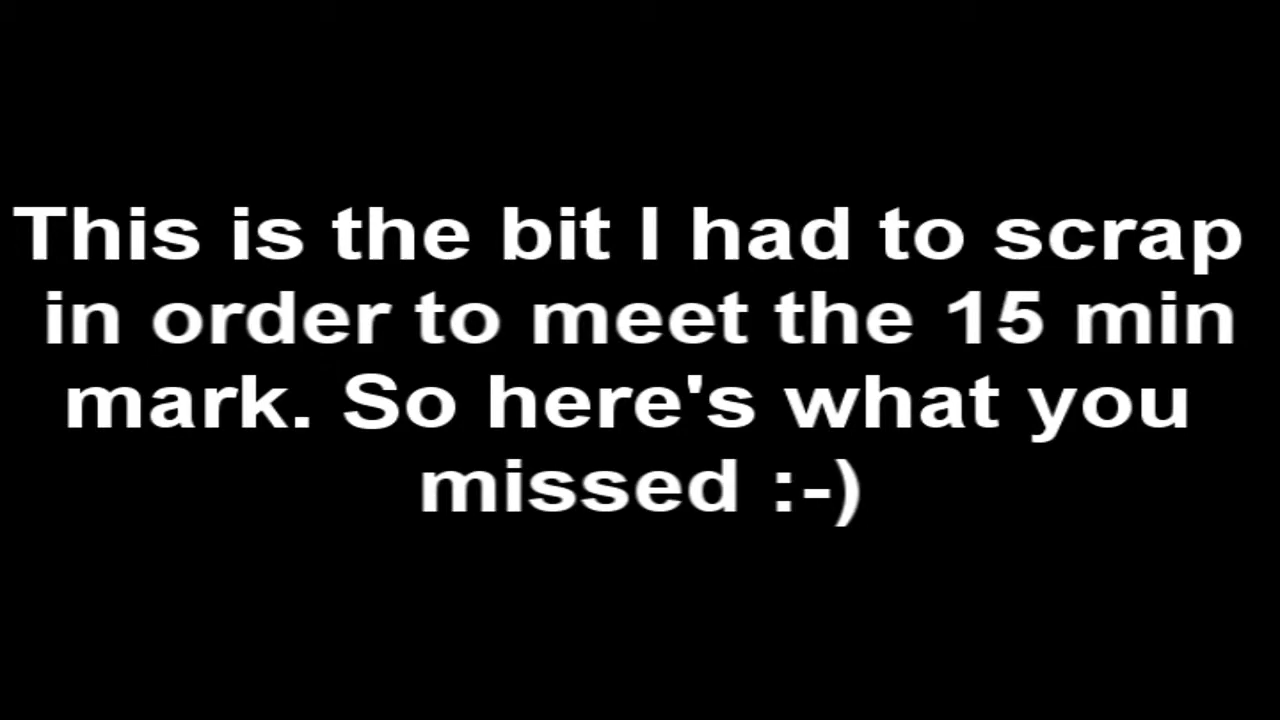 This is the bit I had to scrap
in order to meet the 15 min
mark. So here's what you
missed :-)